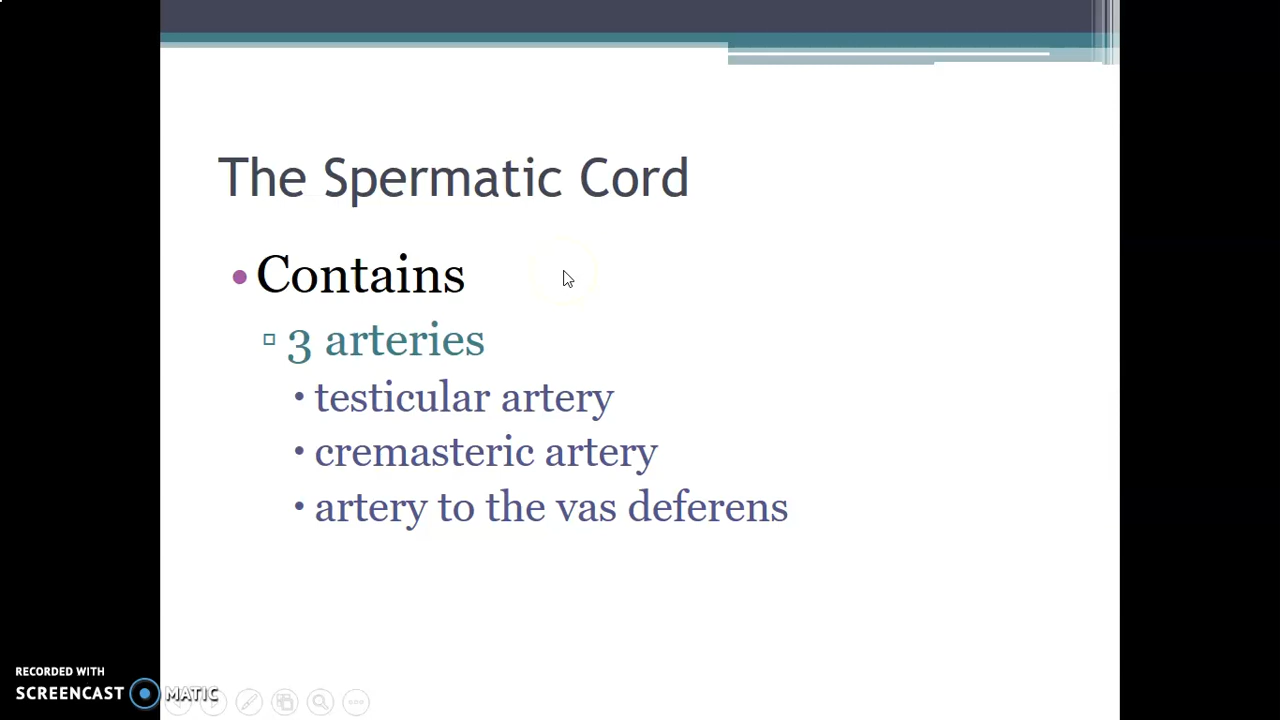 The Spermatic Cord
Contains
3 arteries
testicular artery
cremasteric artery
artery to the vas deferens
RECORDED WITH
SCREENCAST MATIC